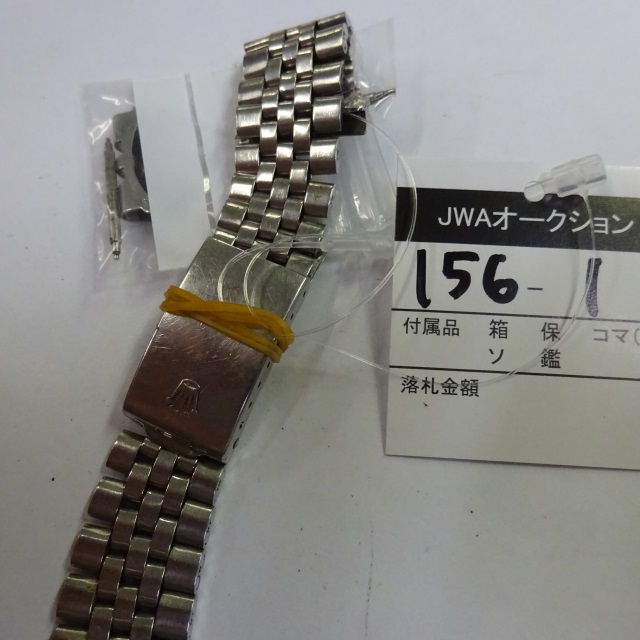 JWAオークション
156-1
付属品 箱 保 コマ(
ソ 鑑
落札金額